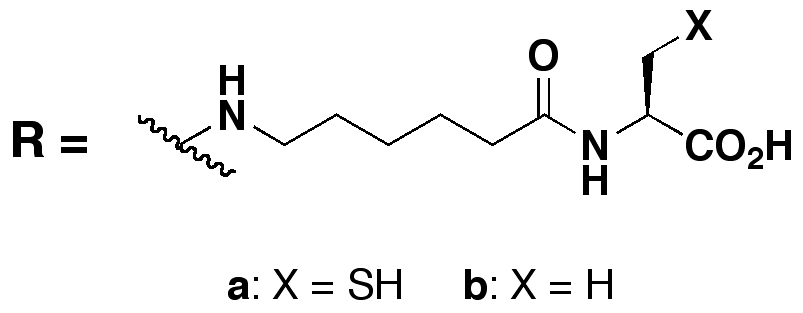 X
O
H
R = N
N CO₂H
H
a: X = SH b: X = H